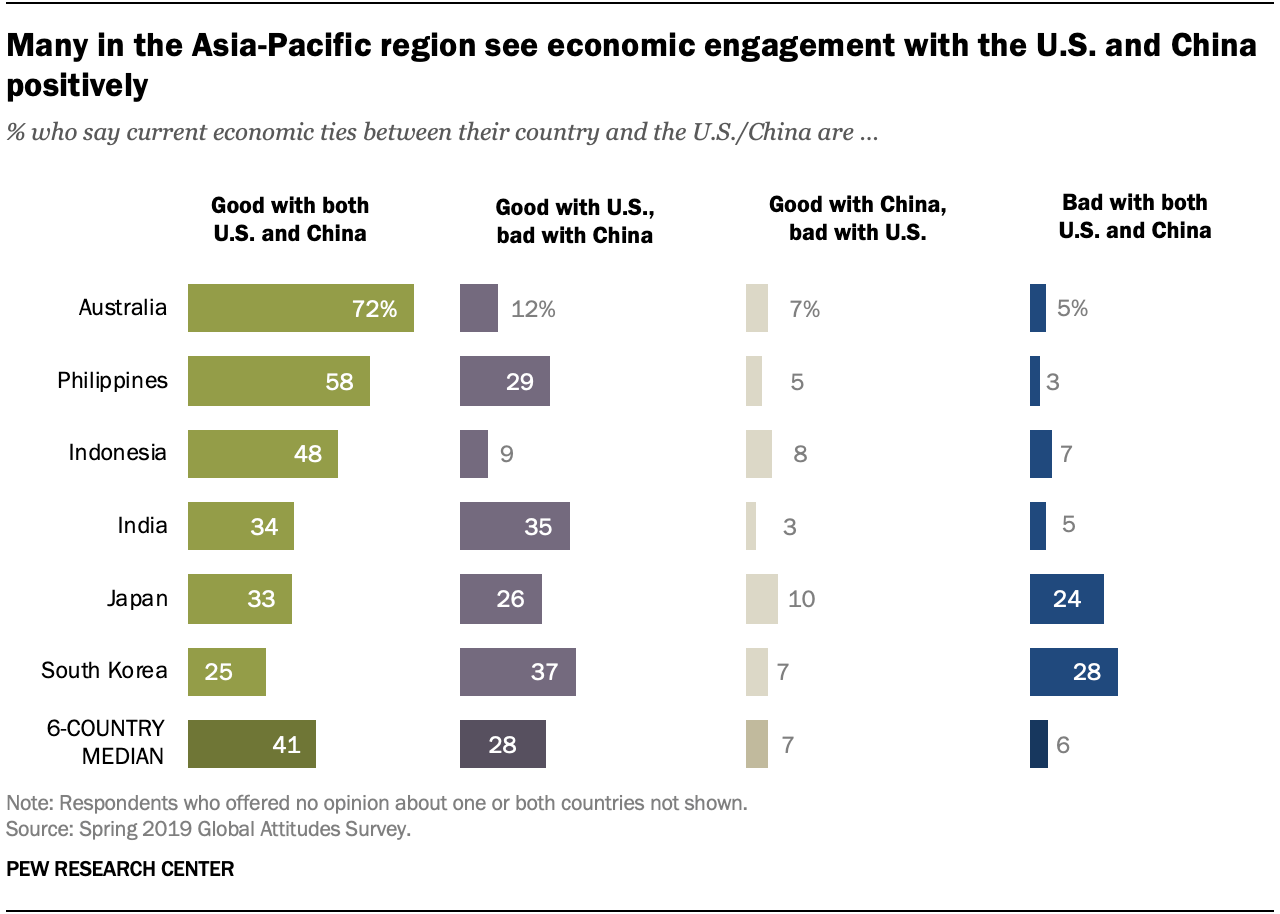 Many in the Asia-Pacific region see economic engagement with the U.S. and China
positively
% who say current economic ties between their country and the U.S./China are ...
Good with both
U.S. and China
Good with U.S.,
bad with China
Good with China,
bad with U.S.
Bad with both
U.S. and China
Australia 72% 12% 7% 5%
Philippines 58 29 5 3
Indonesia 48 9 8 7
India 34 35 3 5
Japan 33 26 10 24
South Korea 25 37 7 28
6-COUNTRY
MEDIAN 41 28 7 6
Note: Respondents who offered no opinion about one or both countries not shown.
Source: Spring 2019 Global Attitudes Survey.
PEW RESEARCH CENTER